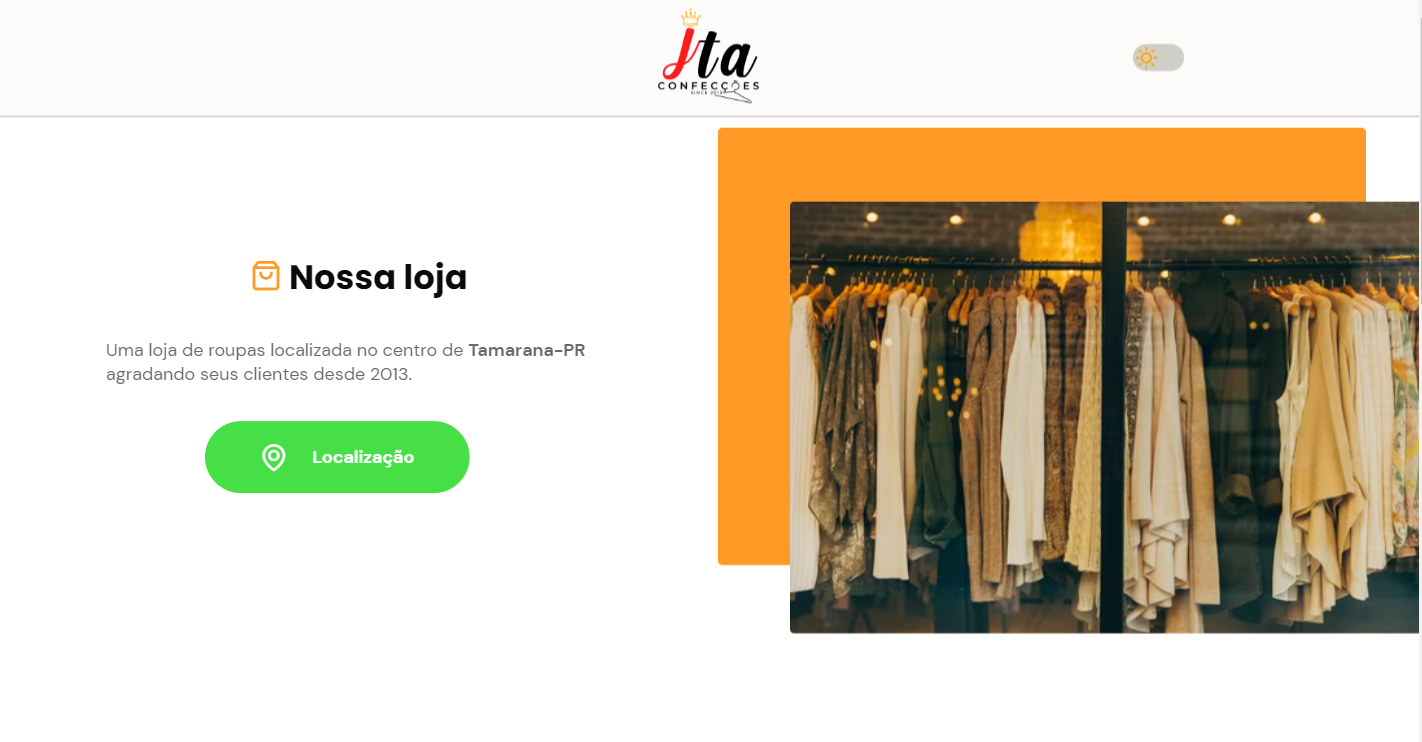 Jta
CONFECÇÕES
SINCE 2013
Nossa loja
Uma loja de roupas localizada no centro de Tamarana-PR
agradando seus clientes desde 2013.
Localização